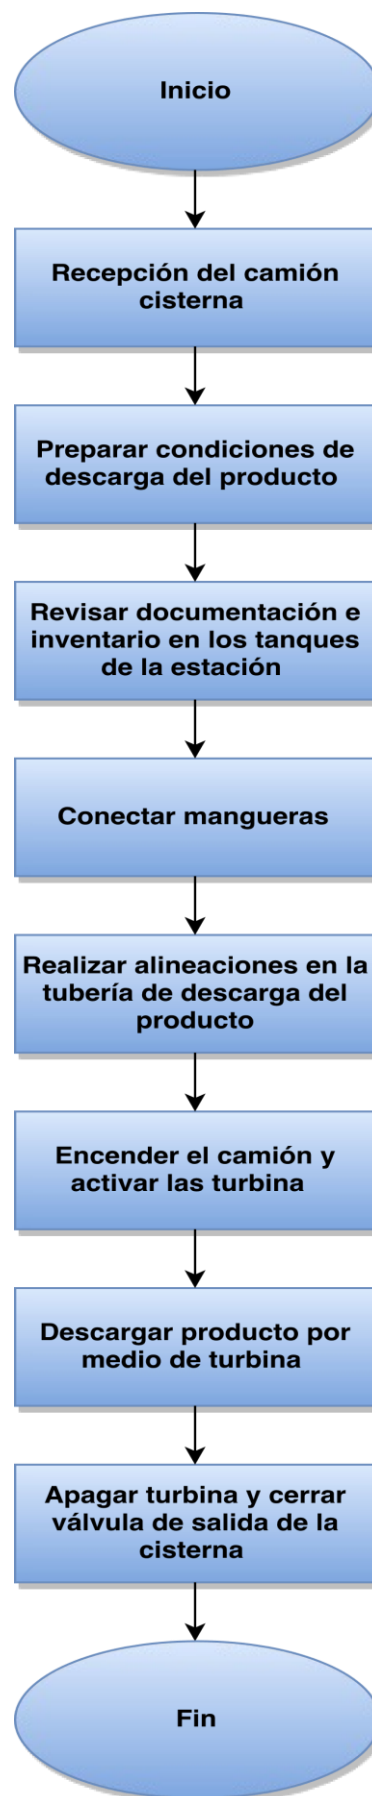 Inicio
Recepción del camión
cisterna
Preparar condiciones de
descarga del producto
Revisar documentación e
inventario en los tanques
de la estación
Conectar mangueras
Realizar alineaciones en la
tubería de descarga del
producto
Encender el camión y
activar las turbina
Descargar producto por
medio de turbina
Apagar turbina y cerrar
válvula de salida de la
cisterna
Fin